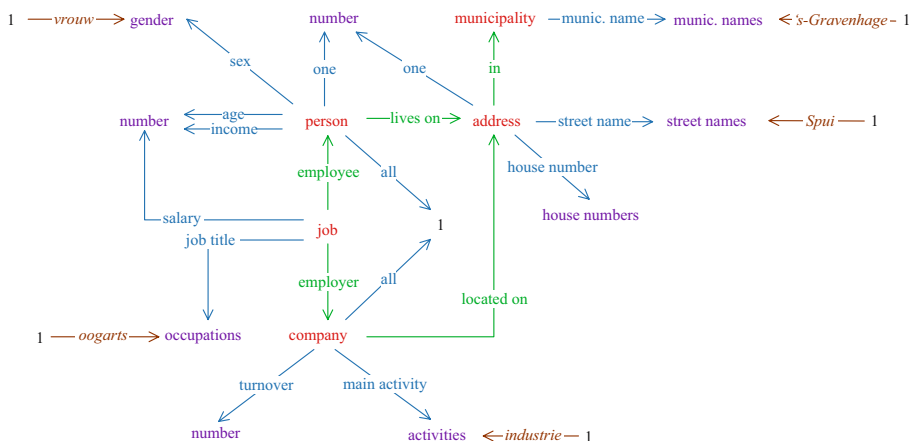 1 vrouw gender number municipality munic. name munic. names 's-Gravenhage 1
sex one one in
number age person lives on address street name street names Spui 1
income
employee all house number
salary job 1 house numbers
job title
employer all located on
1 oogarts occupations company
turnover main activity
number activities industrie 1